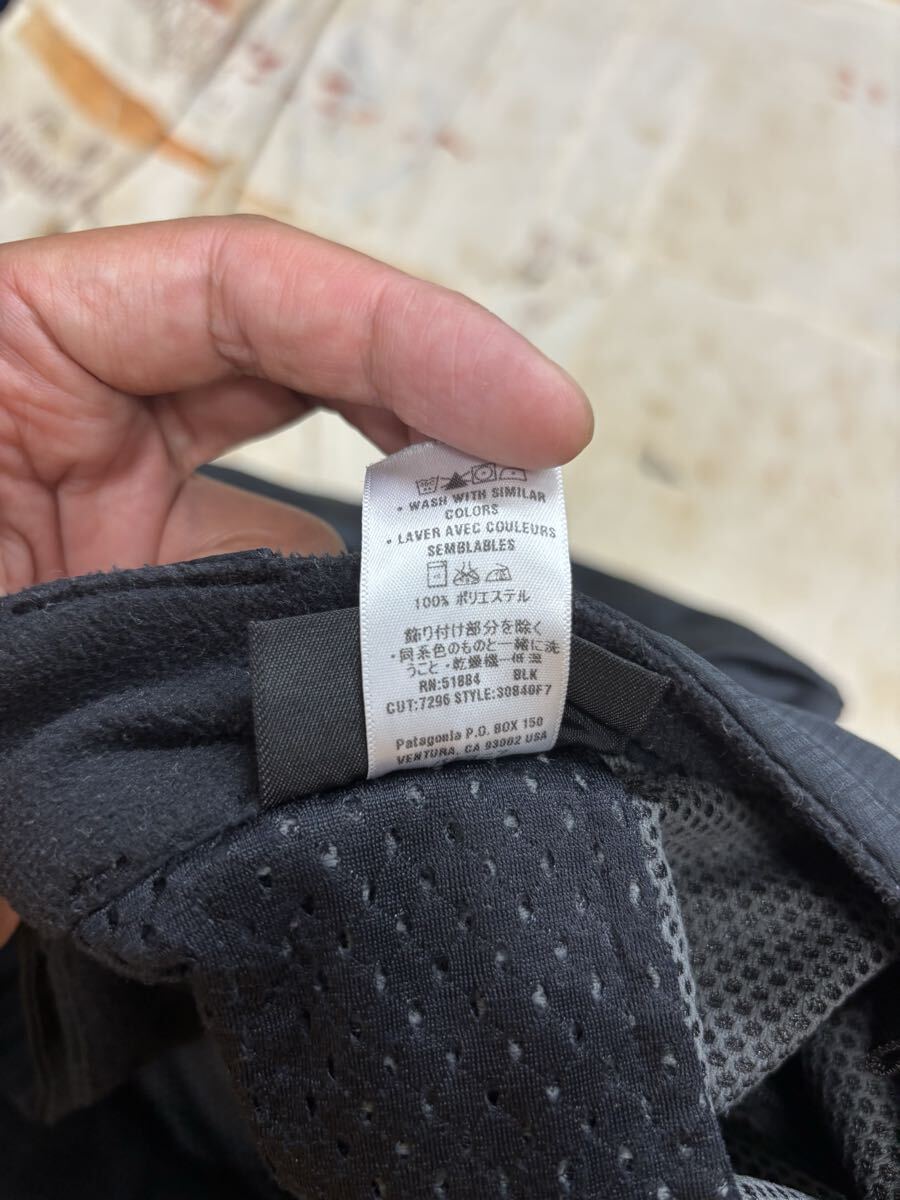 • WASH WITH SIMILAR
COLORS
• LAVER AVEC COULEURS
SEMBLABLES
100% ポリエステル
飾り付け部分を除く
・同系色のものと一緒に洗
うこと・乾燥機一低温
RN:51884 BLK
CUT:7296 STYLE:30840F7
Patagonia P.O. BOX 150
VENTURA, CA 93002 USA